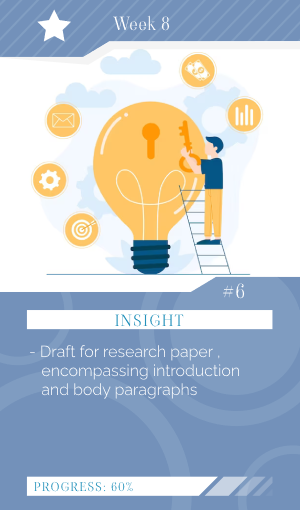 Week 8
#6
INSIGHT
- Draft for research paper ,
encompassing introduction
and body paragraphs
PROGRESS: 60%